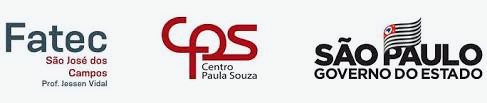 Fatec
São José dos
Campos
Prof. Jessen Vidal
cps
Centro
Paula Souza
SÃO PAULO
GOVERNO DO ESTADO